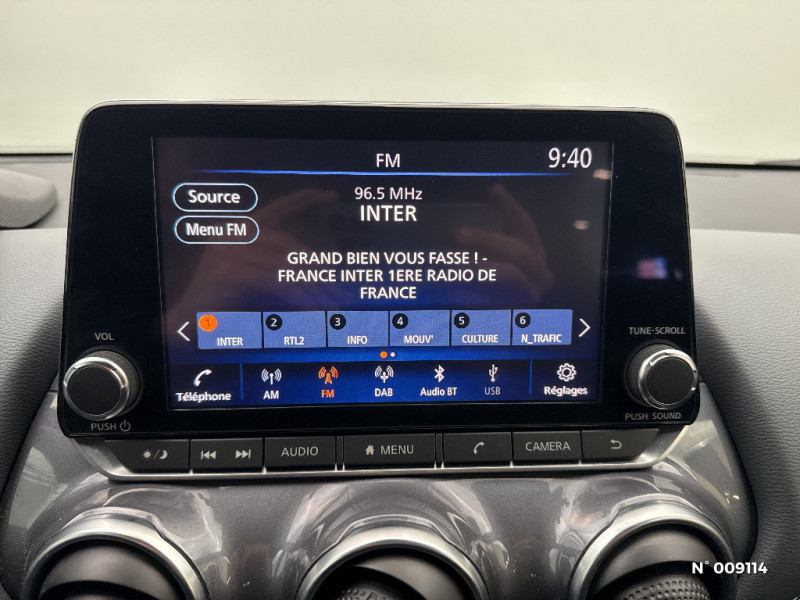 FM
9:40
Source
96.5 MHz
INTER
Menu FM
GRAND BIEN VOUS FASSE ! -
FRANCE INTER 1ERE RADIO DE
FRANCE
1 INTER 2 RTL2 3 INFO 4 MOUV' 5 CULTURE 6 N_TRAFIC
Téléphone AM FM DAB Audio BT USB Réglages
VOL
PUSH
TUNE·SCROLL
PUSH SOUND
AUDIO MENU CAMERA
N° 009114